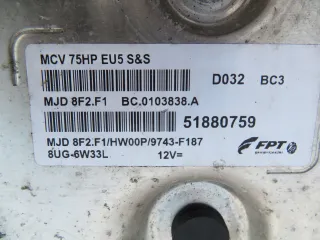 MCV 75HP EU5 S&S
D032 BC3
MJD 8F2.F1 BC.0103838.A
51880759
MJD 8F2.F1/HW00P/9743-F187
8UG-6W33L 12V=
FPT